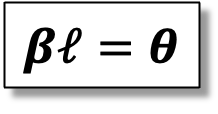 βℓ = θ